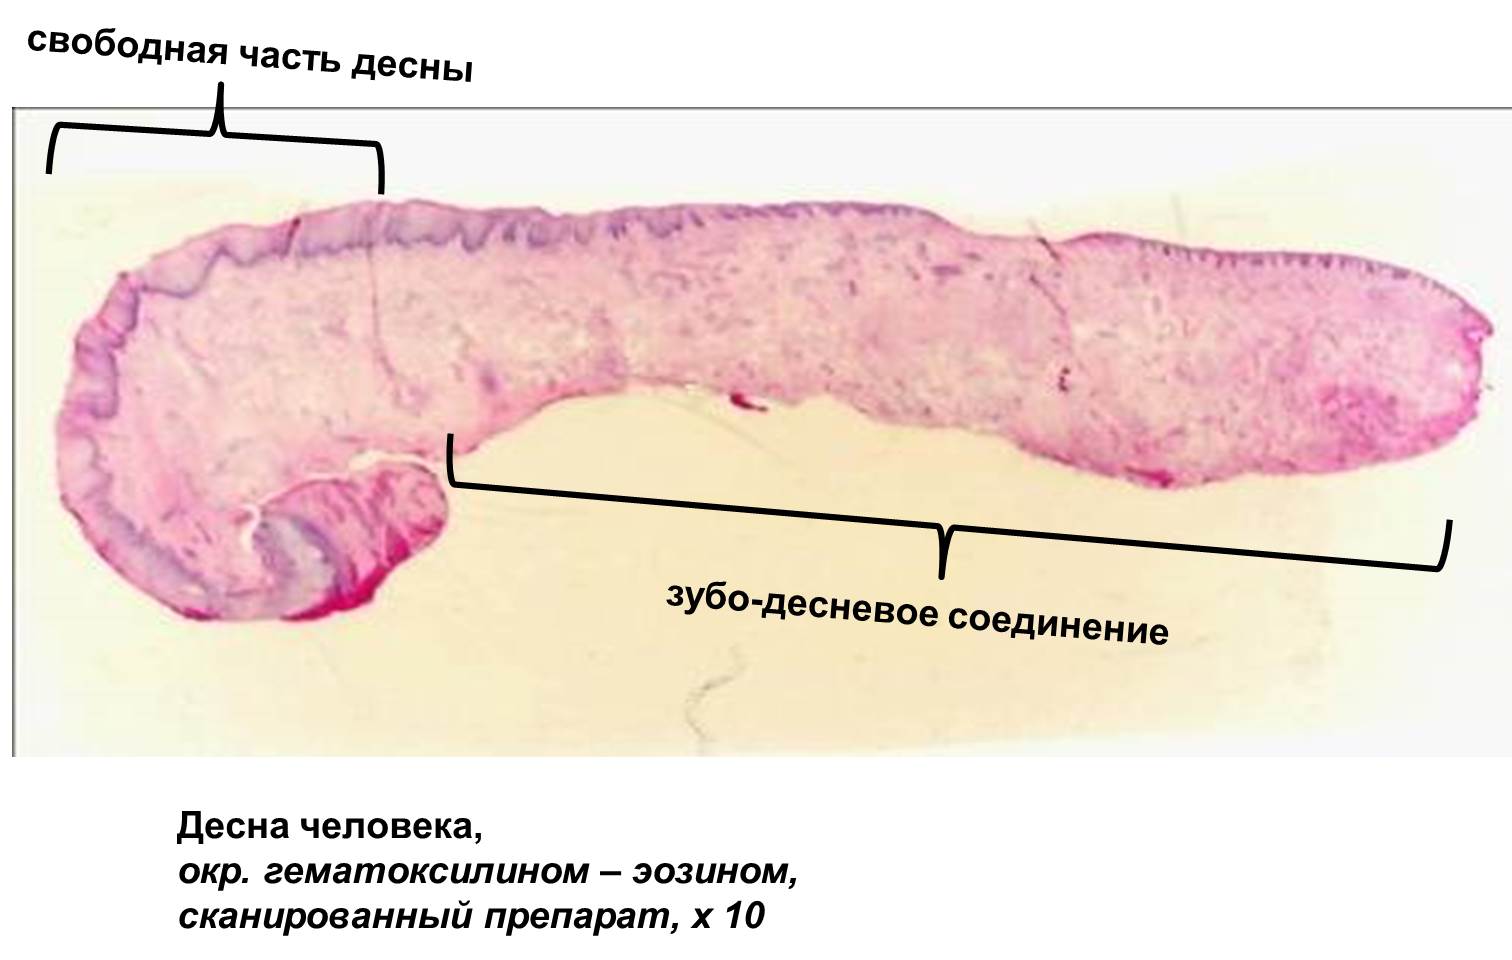 свободная часть десны
зубо-десневое соединение
Десна человека,
окр. гематоксилином – эозином,
сканированный препарат, х 10